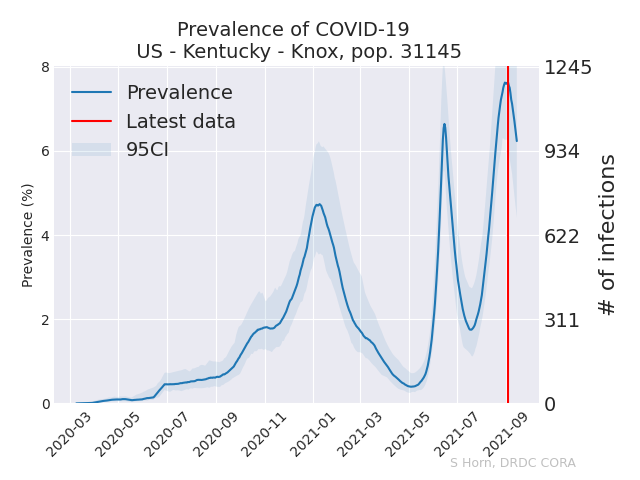 Prevalence of COVID-19
US - Kentucky - Knox, pop. 31145
Prevalence
Latest data
95CI
Prevalence (%)
8
6
4
2
0
1245
934
622
311
0
# of infections
2020-03
2020-05
2020-07
2020-09
2020-11
2021-01
2021-03
2021-05
2021-07
2021-09
S Horn, DRDC CORA